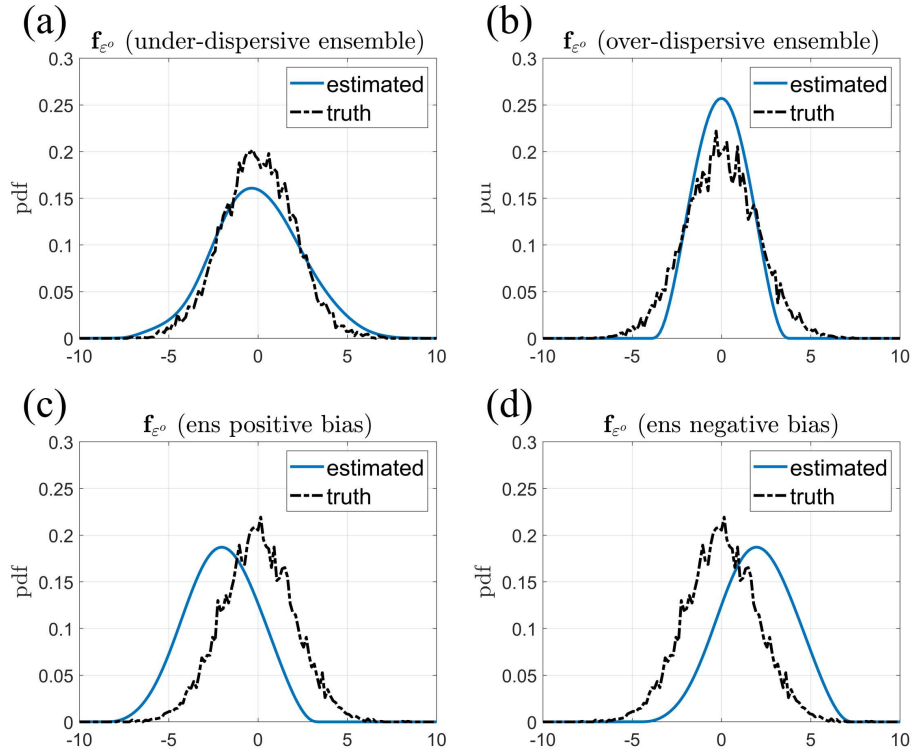 (a)
f_εº (under-dispersive ensemble)
0.3
0.25
0.2
0.15
0.1
0.05
0
pdf
estimated
truth
-10 -5 0 5 10
(b)
f_εº (over-dispersive ensemble)
0.3
0.25
0.2
0.15
0.1
0.05
0
estimated
truth
-10 -5 0 5 10
(c)
f_εº (ens positive bias)
0.3
0.25
0.2
0.15
0.1
0.05
0
pdf
estimated
truth
-10 -5 0 5 10
(d)
f_εº (ens negative bias)
0.3
0.25
0.2
0.15
0.1
0.05
0
pdf
estimated
truth
-10 -5 0 5 10